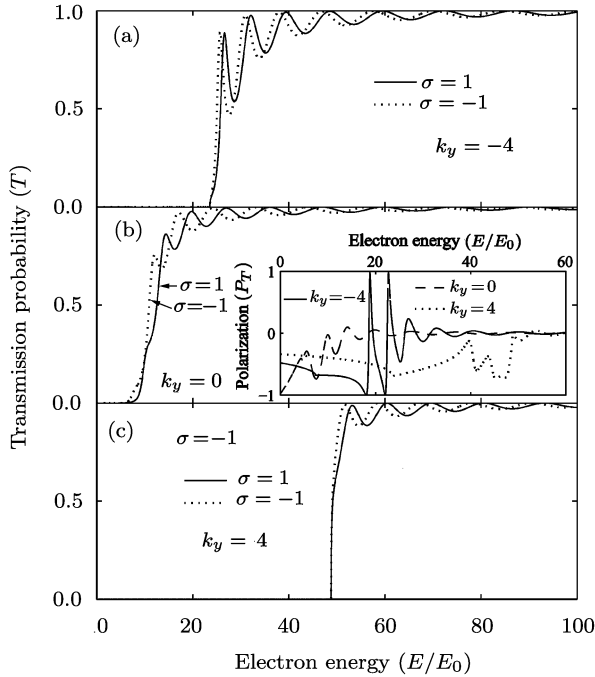 Transmission probability (T)
1.0
(a)
σ = 1
σ = −1
0.5
k_y = −4
0.0
(b)
Electron energy (E/E_0)
0 20 40 60
σ = 1
σ = −1
Polarization (P_T)
1
k_y = −4
k_y = 0
k_y = 4
0.5
0
k_y = 0
−1
0.0
(c)
σ = −1
σ = 1
σ = −1
0.5
k_y = 4
0.0
.0 20 40 60 80 100
Electron energy (E/E_0)